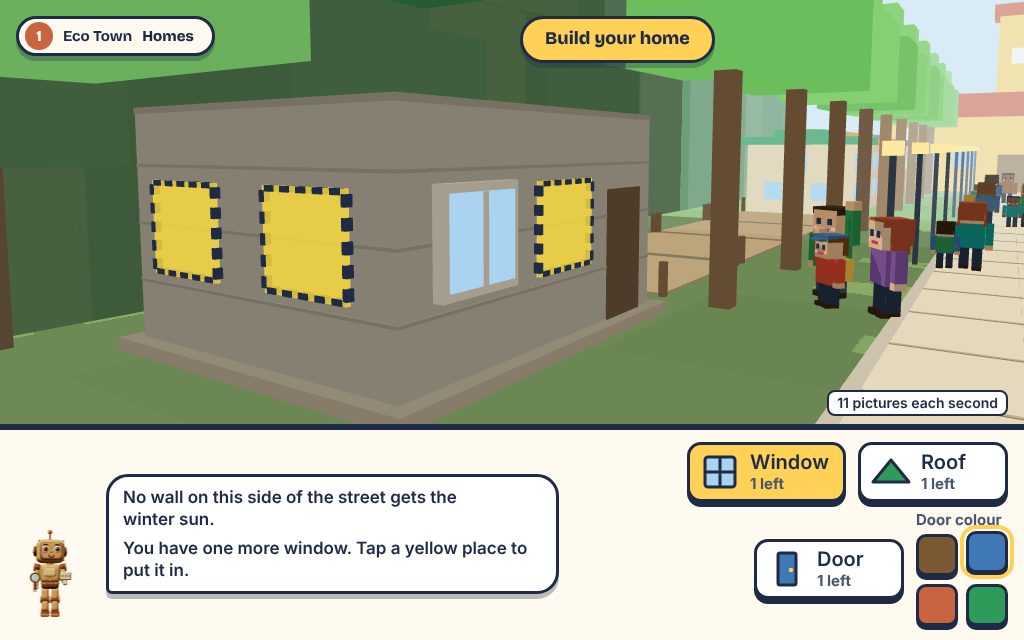 1 Eco Town Homes
Build your home
11 pictures each second
No wall on this side of the street gets the
winter sun.
You have one more window. Tap a yellow place to
put it in.
Window
1 left
Roof
1 left
Door colour
Door
1 left